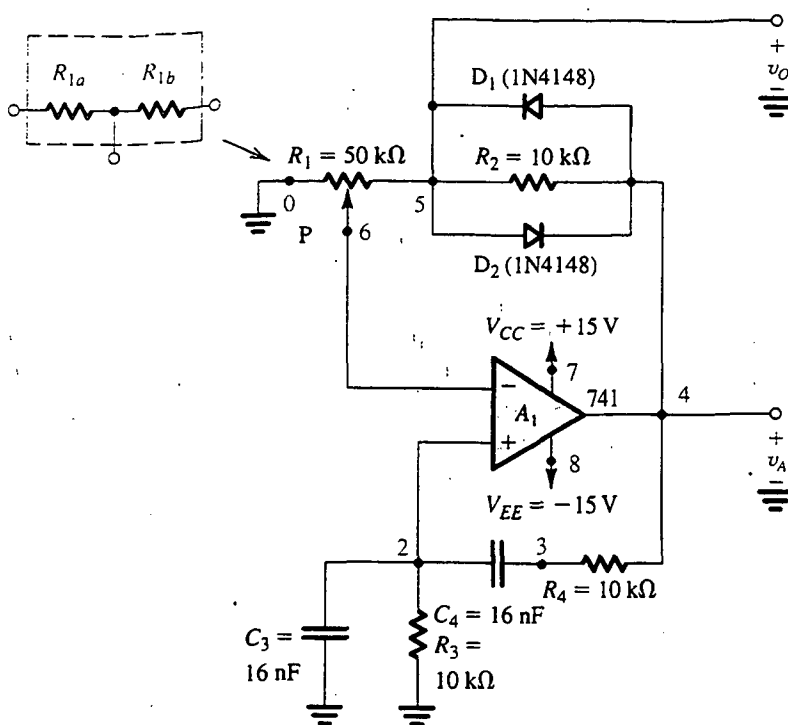 R1a R1b
D1 (1N4148)
+
vO
-
R1 = 50 kΩ
R2 = 10 kΩ
0
5
P 6
D2 (1N4148)
VCC = +15 V
7
-
741
4
A1
+
8
+
vA
-
VEE = −15 V
2
3
R4 = 10 kΩ
C4 = 16 nF
C3 =
16 nF
R3 =
10 kΩ